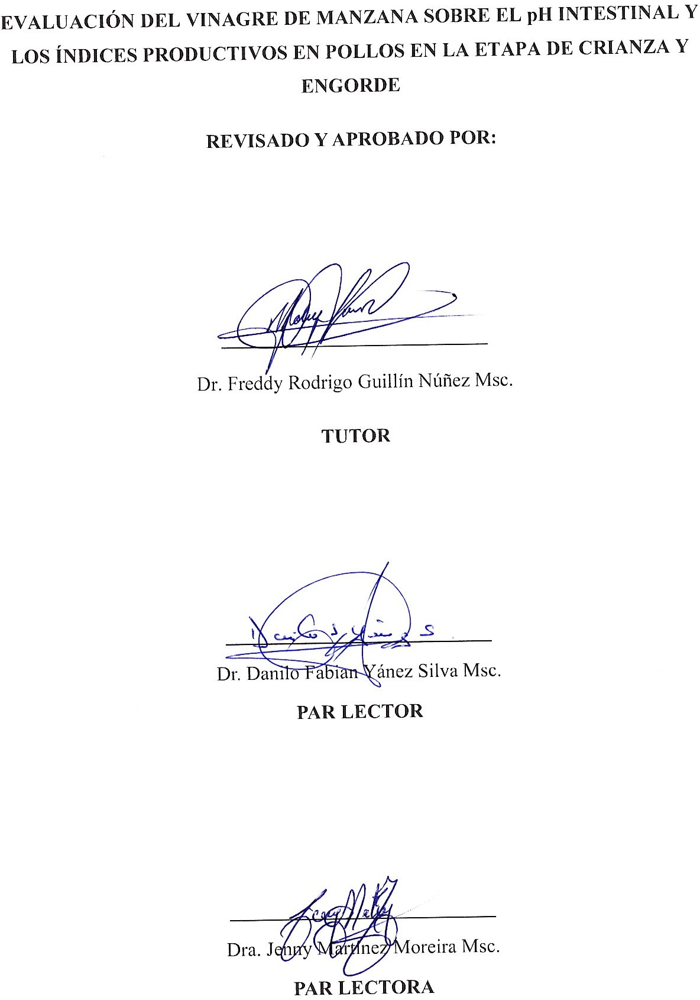 EVALUACIÓN DEL VINAGRE DE MANZANA SOBRE EL pH INTESTINAL Y
LOS ÍNDICES PRODUCTIVOS EN POLLOS EN LA ETAPA DE CRIANZA Y
ENGORDE
REVISADO Y APROBADO POR:
Dr. Freddy Rodrigo Guillín Núñez Msc.
TUTOR
Danilo F Yánez S
Dr. Danilo Fabian Yánez Silva Msc.
PAR LECTOR
Dra. Jenny Martínez Moreira Msc.
PAR LECTORA